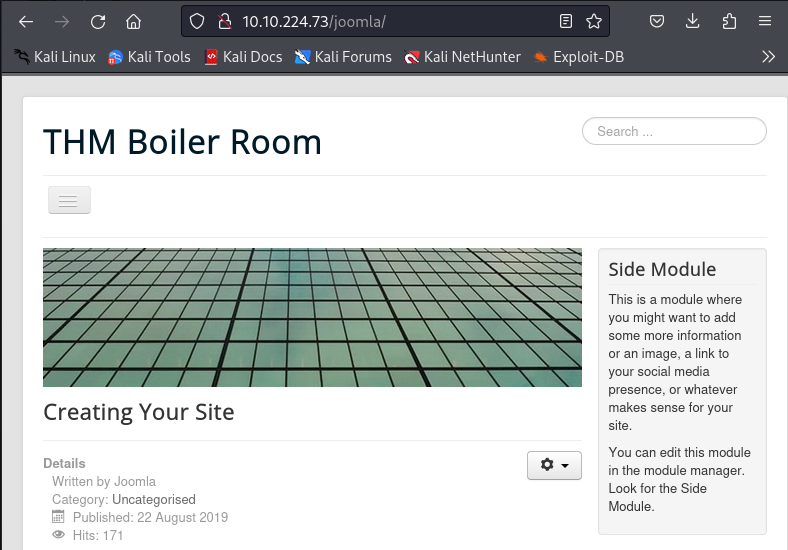 10.10.224.73/joomla/
Kali Linux Kali Tools Kali Docs Kali Forums Kali NetHunter Exploit-DB
THM Boiler Room
Search ...
Creating Your Site
Details
Written by Joomla
Category: Uncategorised
Published: 22 August 2019
Hits: 171
Side Module
This is a module where
you might want to add
some more information
or an image, a link to
your social media
presence, or whatever
makes sense for your
site.
You can edit this module
in the module manager.
Look for the Side
Module.